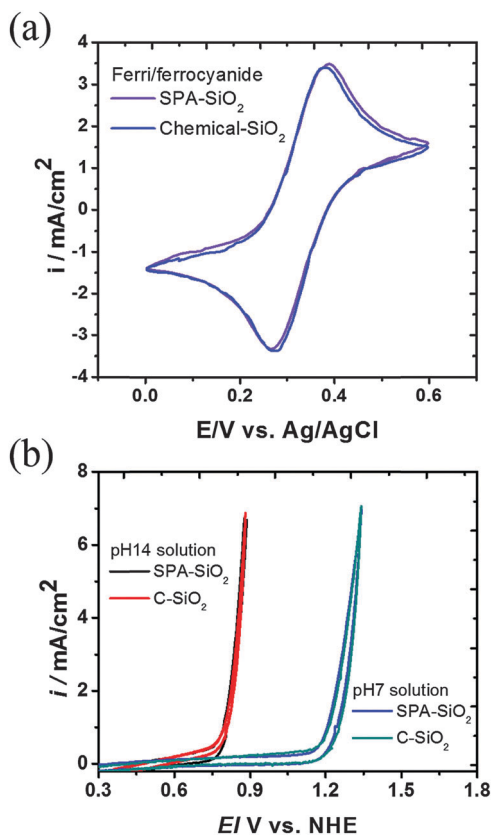 (a)
Ferri/ferrocyanide
SPA-SiO₂
Chemical-SiO₂
4
3
2
1
0
-1
-2
-3
-4
i / mA/cm²
0.0
0.2
0.4
0.6
E/V vs. Ag/AgCl
(b)
8
6
4
2
0
i / mA/cm²
pH14 solution
SPA-SiO₂
C-SiO₂
pH7 solution
SPA-SiO₂
C-SiO₂
0.3
0.6
0.9
1.2
1.5
1.8
E/ V vs. NHE